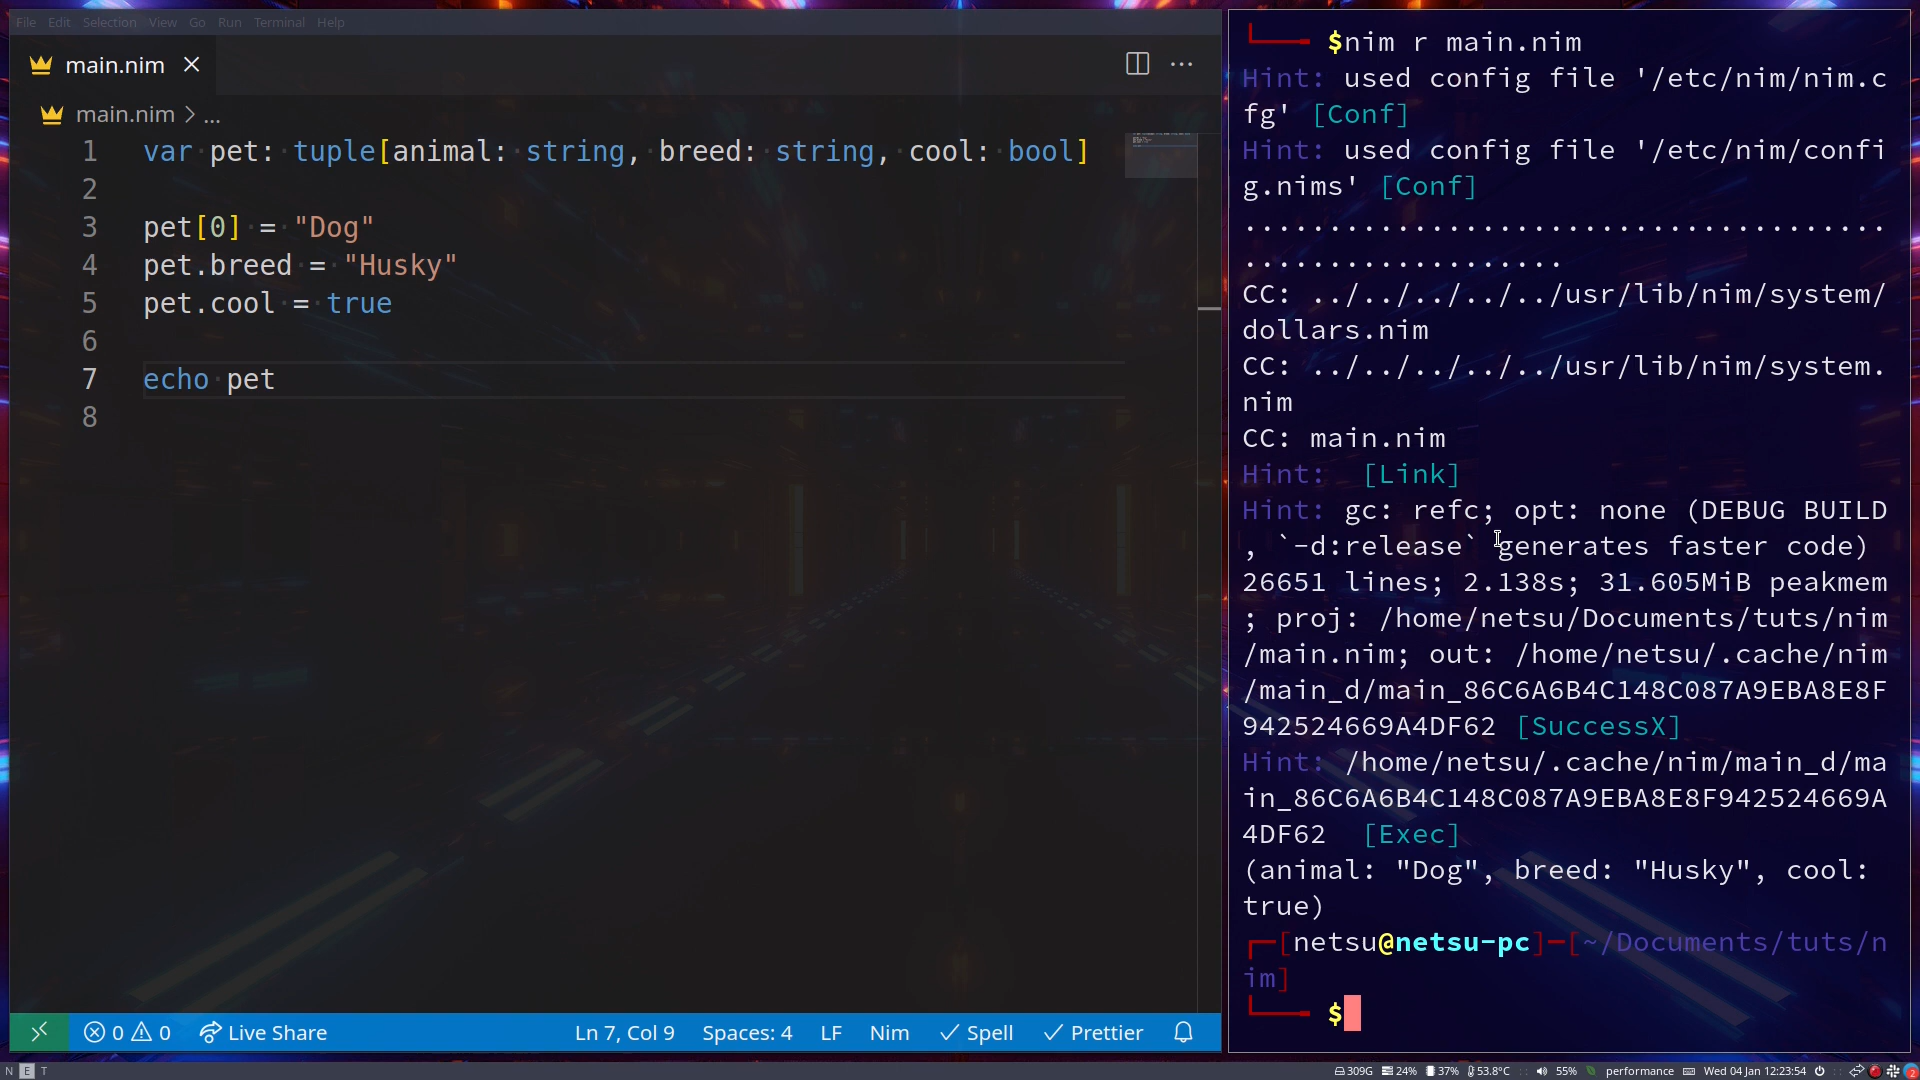 File Edit Selection View Go Run Terminal Help
main.nim
main.nim > ...
1 var pet: tuple[animal: string, breed: string, cool: bool]
2
3 pet[0] = "Dog"
4 pet.breed = "Husky"
5 pet.cool = true
6
7 echo pet
8
0 0 Live Share Ln 7, Col 9 Spaces: 4 LF Nim Spell Prettier
$nim r main.nim
Hint: used config file '/etc/nim/nim.c
fg' [Conf]
Hint: used config file '/etc/nim/confi
g.nims' [Conf]
......................................
...................
CC: ../../../../../usr/lib/nim/system/
dollars.nim
CC: ../../../../../usr/lib/nim/system.
nim
CC: main.nim
Hint:  [Link]
Hint: gc: refc; opt: none (DEBUG BUILD
, `-d:release` generates faster code)
26651 lines; 2.138s; 31.605MiB peakmem
; proj: /home/netsu/Documents/tuts/nim
/main.nim; out: /home/netsu/.cache/nim
/main_d/main_86C6A6B4C148C087A9EBA8E8F
942524669A4DF62 [SuccessX]
Hint: /home/netsu/.cache/nim/main_d/ma
in_86C6A6B4C148C087A9EBA8E8F942524669A
4DF62  [Exec]
(animal: "Dog", breed: "Husky", cool:
true)
[netsu@netsu-pc]-[~/Documents/tuts/n
im]
$
N E T 309G 24% 37% 53.8°C 55% performance Wed 04 Jan 12:23:54 2